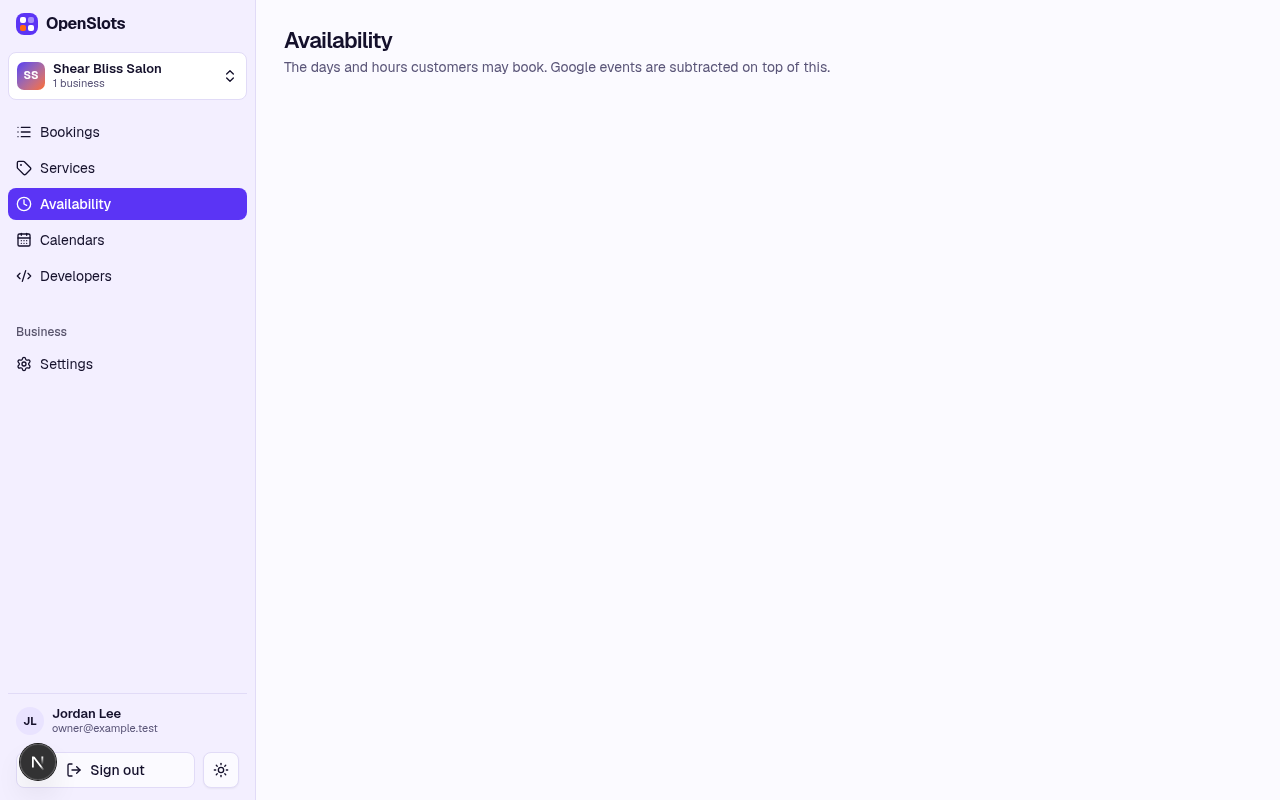 OpenSlots
SS
Shear Bliss Salon
1 business
Bookings
Services
Availability
Calendars
Developers
Business
Settings
JL
Jordan Lee
owner@example.test
N
Sign out
Availability
The days and hours customers may book. Google events are subtracted on top of this.